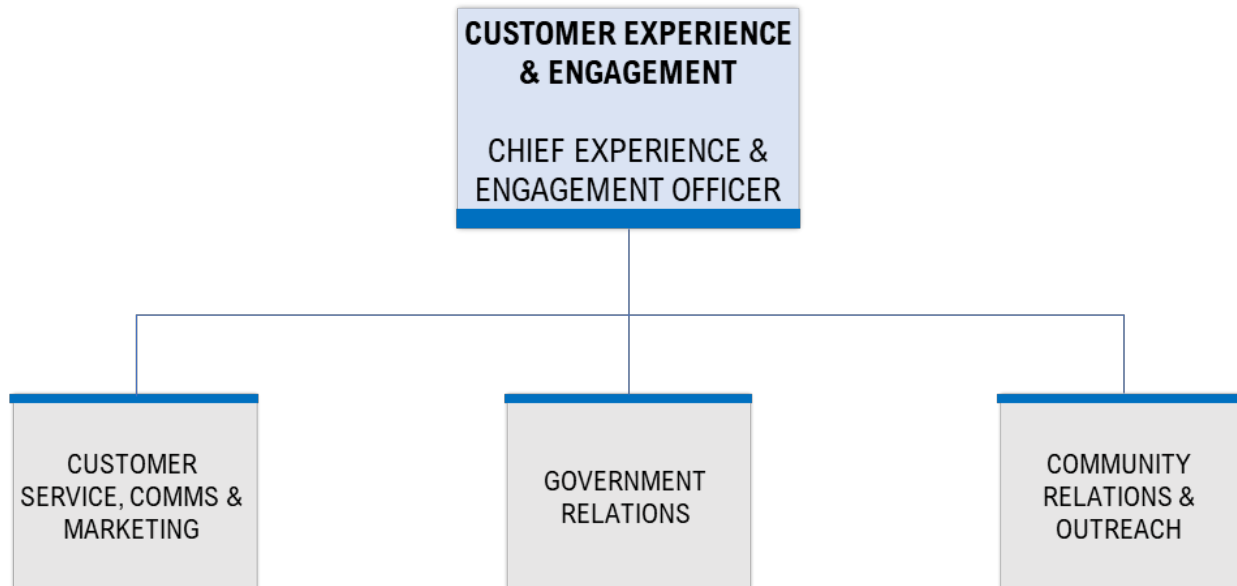 CUSTOMER EXPERIENCE
& ENGAGEMENT
CHIEF EXPERIENCE &
ENGAGEMENT OFFICER
CUSTOMER
SERVICE, COMMS &
MARKETING
GOVERNMENT
RELATIONS
COMMUNITY
RELATIONS &
OUTREACH